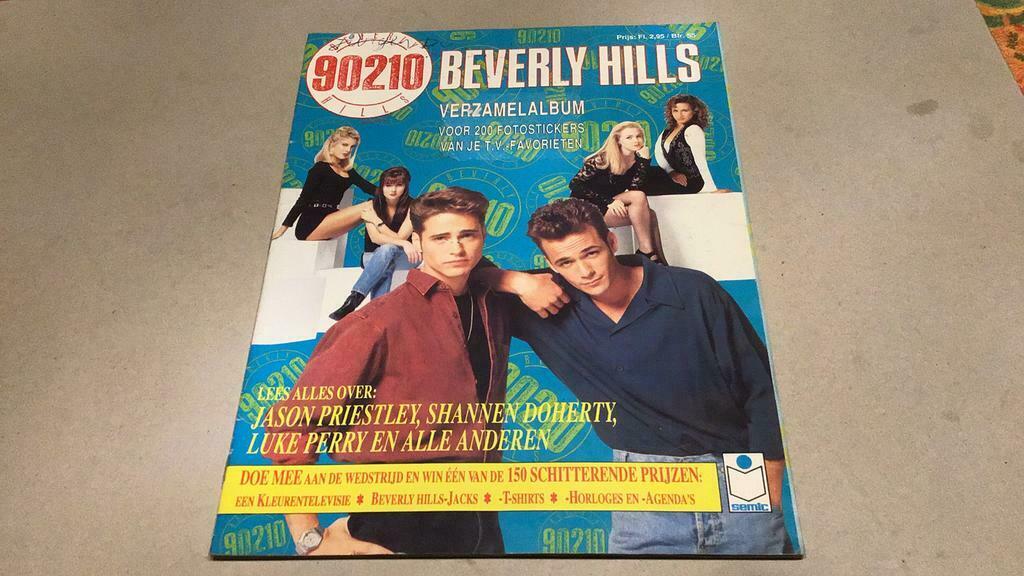 Prijs: Fl. 2,95 / Bfr. 55
90210 BEVERLY HILLS
HILLS
VERZAMELALBUM
VOOR 200 FOTOSTICKERS
VAN JE T.V.-FAVORIETEN
LEES ALLES OVER:
JASON PRIESTLEY, SHANNEN DOHERTY,
LUKE PERRY EN ALLE ANDEREN
DOE MEE AAN DE WEDSTRIJD EN WIN ÉÉN VAN DE 150 SCHITTERENDE PRIJZEN:
EEN KLEURENTELEVISIE * BEVERLY HILLS-JACKS * -T-SHIRTS * -HORLOGES EN -AGENDA'S
semic
90210
90210